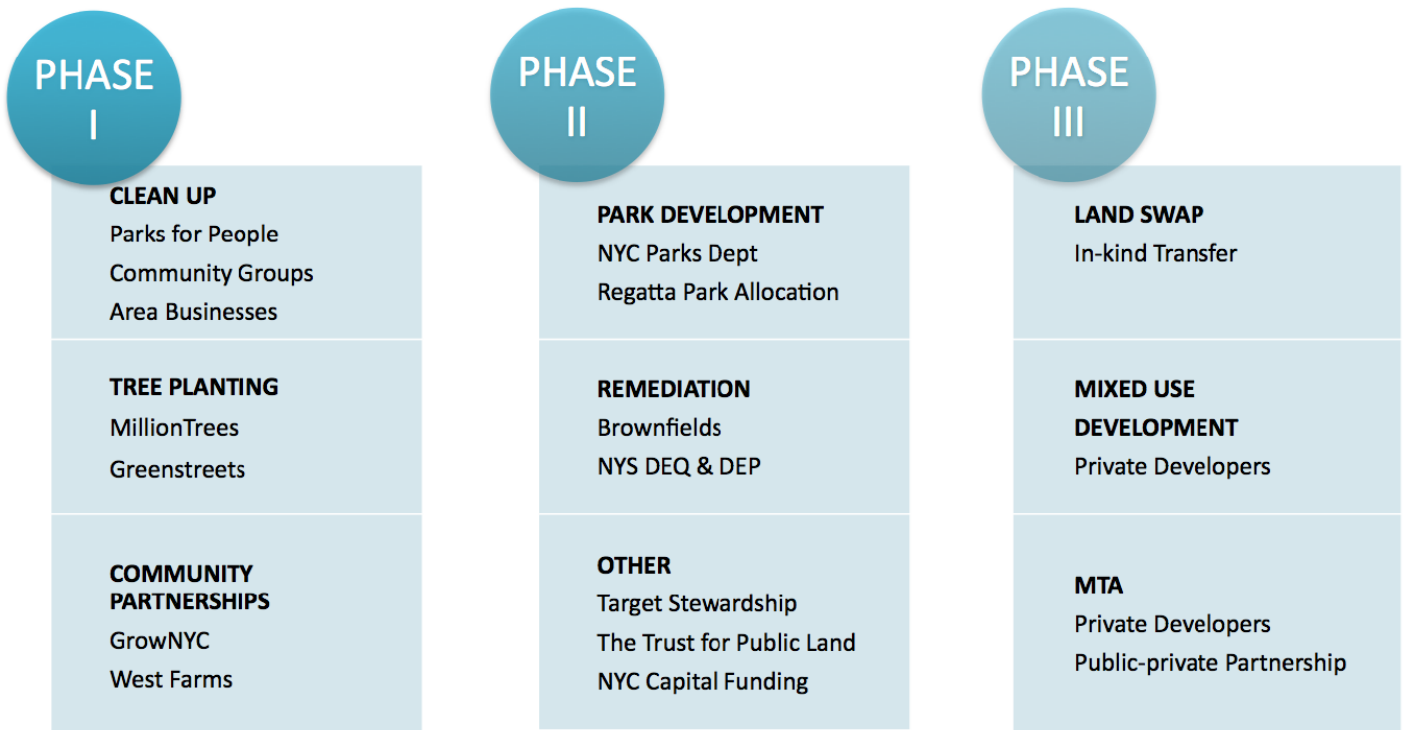 PHASE
I
CLEAN UP
Parks for People
Community Groups
Area Businesses
TREE PLANTING
MillionTrees
Greenstreets
COMMUNITY
PARTNERSHIPS
GrowNYC
West Farms
PHASE
II
PARK DEVELOPMENT
NYC Parks Dept
Regatta Park Allocation
REMEDIATION
Brownfields
NYS DEQ & DEP
OTHER
Target Stewardship
The Trust for Public Land
NYC Capital Funding
PHASE
III
LAND SWAP
In-kind Transfer
MIXED USE
DEVELOPMENT
Private Developers
MTA
Private Developers
Public-private Partnership